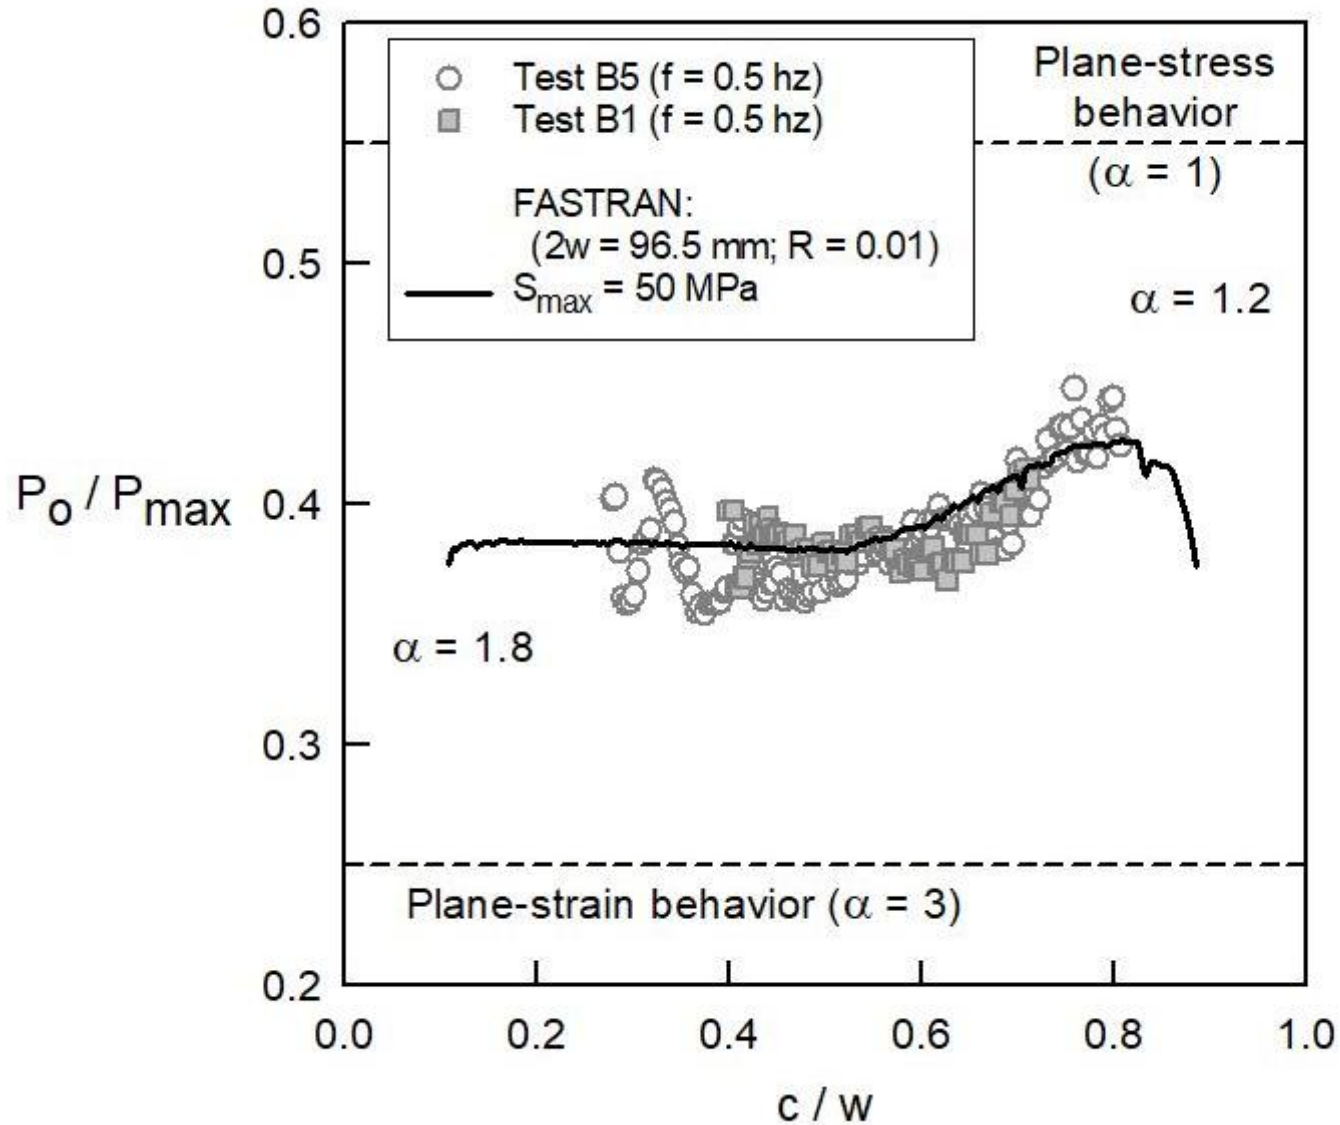 0.6
0.5
0.4
0.3
0.2
P₀ / Pmax
Test B5 (f = 0.5 hz)
Test B1 (f = 0.5 hz)
FASTRAN:
(2w = 96.5 mm; R = 0.01)
Smax = 50 MPa
Plane-stress
behavior
(α = 1)
α = 1.2
α = 1.8
Plane-strain behavior (α = 3)
0.0 0.2 0.4 0.6 0.8 1.0
c / w